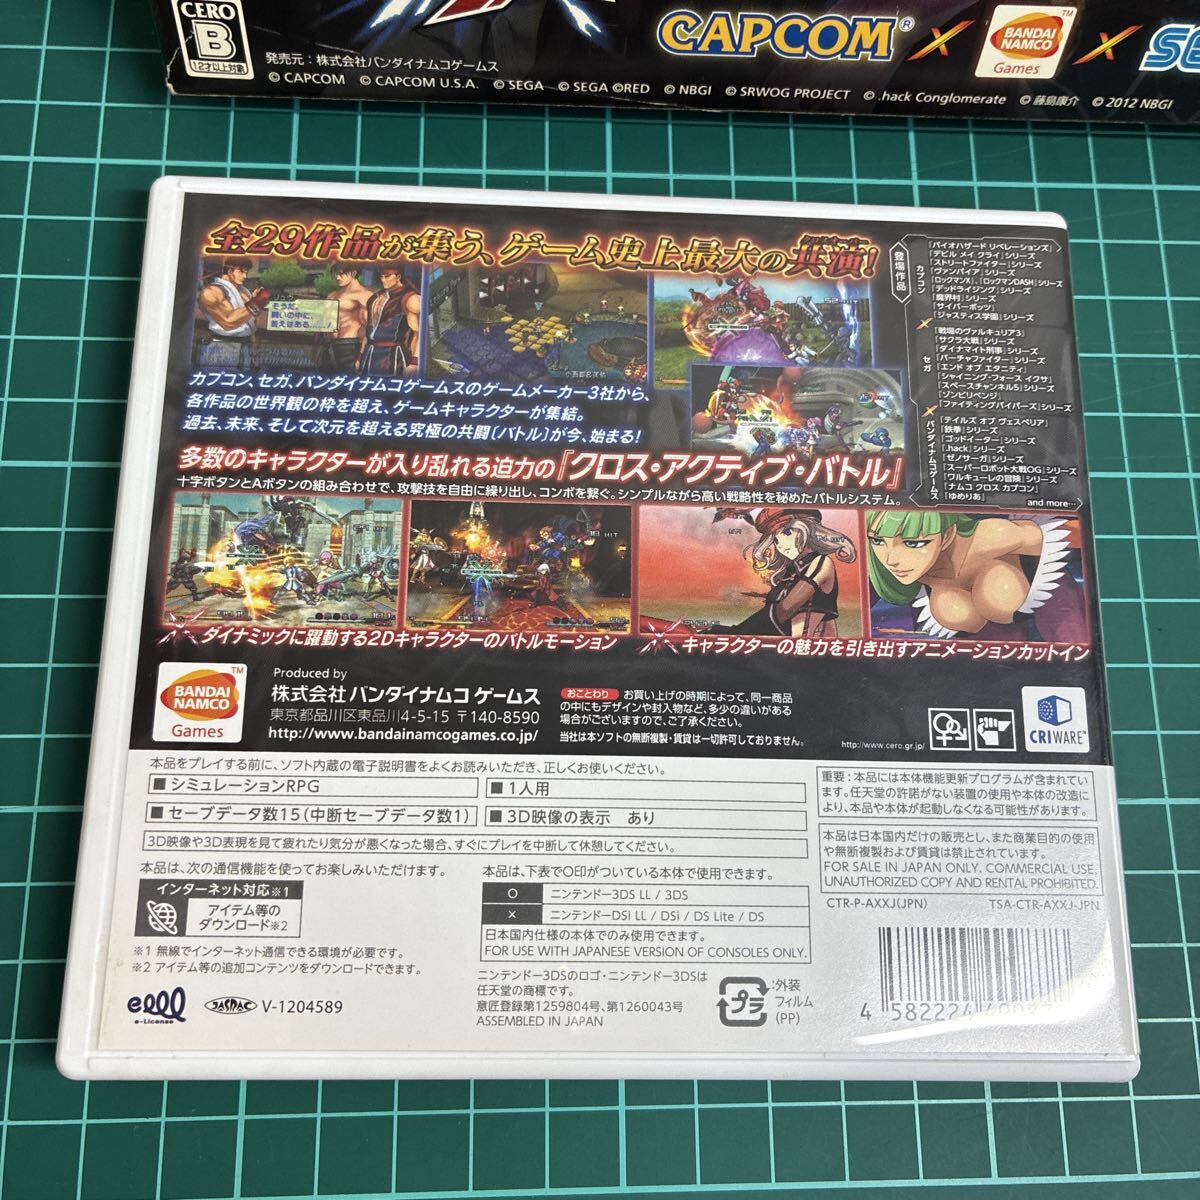 CERO
B
12才以上対象
発売元:株式会社バンダイナムコゲームス
CAPCOM® × BANDAI NAMCO Games ™ ×
© CAPCOM © CAPCOM U.S.A. © SEGA © SEGA ©RED © NBGI © SRWOG PROJECT © .hack Conglomerate © 藤島康介 © 2012 NBGI
全29作品が集う、ゲーム史上最大の共演!
リュウ
そうだ。
闘いの中に、
答えはある……!
52 HIT
カプコン、セガ、バンダイナムコゲームスのゲームメーカー3社から、
各作品の世界観の枠を超え、ゲームキャラクターが集結。
過去、未来、そして次元を超える究極の共闘〔バトル〕が今、始まる!
多数のキャラクターが入り乱れる迫力の『クロス・アクティブ・バトル』
十字ボタンとAボタンの組み合わせで、攻撃技を自由に繰り出し、コンボを繋ぐ。シンプルながら高い戦略性を秘めたバトルシステム。
登場作品
カプコン
『バイオハザード リベレーションズ』
『デビル メイ クライ』シリーズ
『ストリートファイター』シリーズ
『ヴァンパイア』シリーズ
『ロックマンX』、『ロックマンDASH』シリーズ
『デッドライジング』シリーズ
『魔界村』シリーズ
『サイバーボッツ』
『ジャスティス学園』シリーズ
×
セガ
『戦場のヴァルキュリア3』
『サクラ大戦』シリーズ
『ダイナマイト刑事』シリーズ
『バーチャファイター』シリーズ
『エンド オブ エタニティ』
『シャイニング・フォース イクサ』
『スペースチャンネル5』シリーズ
『ゾンビリベンジ』
『ファイティングバイパーズ』シリーズ
×
バンダイナムコゲームス
『テイルズ オブ ヴェスペリア』
『鉄拳』シリーズ
『ゴッドイーター』シリーズ
『.hack』シリーズ
『ゼノサーガ』シリーズ
『スーパーロボット大戦OG』シリーズ
『ワルキューレの冒険』シリーズ
『ナムコ クロス カプコン』
『ゆめりあ』
and more…
ダイナミックに躍動する2Dキャラクターのバトルモーション
キャラクターの魅力を引き出すアニメーションカットイン
BANDAI NAMCO Games ™
Produced by
株式会社 バンダイナムコ ゲームス
東京都品川区東品川4-5-15 〒140-8590
http://www.bandainamcogames.co.jp/
おことわり お買い上げの時期によって、同一商品
の中にもデザインや封入物など、多少の違いがある
場合がございますので、ご了承ください。
当社は本ソフトの無断複製・賃貸は一切許可しておりません。
http://www.cero.gr.jp/
CRIWARE™
本品をプレイする前に、ソフト内蔵の電子説明書をよくお読みいただき、正しくお使いください。
■ シミュレーションRPG
■ 1人用
■ セーブデータ数15(中断セーブデータ数1)
■ 3D映像の表示 あり
3D映像や3D表現を見て疲れたり気分が悪くなった場合、すぐにプレイを中断して休憩してください。
重要:本品には本体機能更新プログラムが含まれてい
ます。任天堂の許諾がない装置の使用や本体の改造に
より、本品や本体が起動しなくなる可能性があります。
本品は日本国内だけの販売とし、また商業目的の使用
や無断複製および賃貸は禁止されています。
FOR SALE IN JAPAN ONLY. COMMERCIAL USE,
UNAUTHORIZED COPY AND RENTAL PROHIBITED.
CTR-P-AXXJ(JPN) TSA-CTR-AXXJ-JPN
本品は、次の通信機能を使ってお楽しみいただけます。
インターネット対応※1
アイテム等の
ダウンロード※2
※1 無線でインターネット通信できる環境が必要です。
※2 アイテム等の追加コンテンツをダウンロードできます。
本品は、下表で○印がついている本体で使用できます。
○ ニンテンドー3DS LL / 3DS
× ニンテンドーDSi LL / DSi / DS Lite / DS
日本国内仕様の本体でのみ使用できます。
FOR USE WITH JAPANESE VERSION OF CONSOLES ONLY.
ニンテンドー3DSのロゴ・ニンテンドー3DSは
任天堂の商標です。
意匠登録第1259804号、第1260043号
ASSEMBLED IN JAPAN
プラ
:外装
フィルム
(PP)
e-License
JASRAC
V-1204589
4 582224